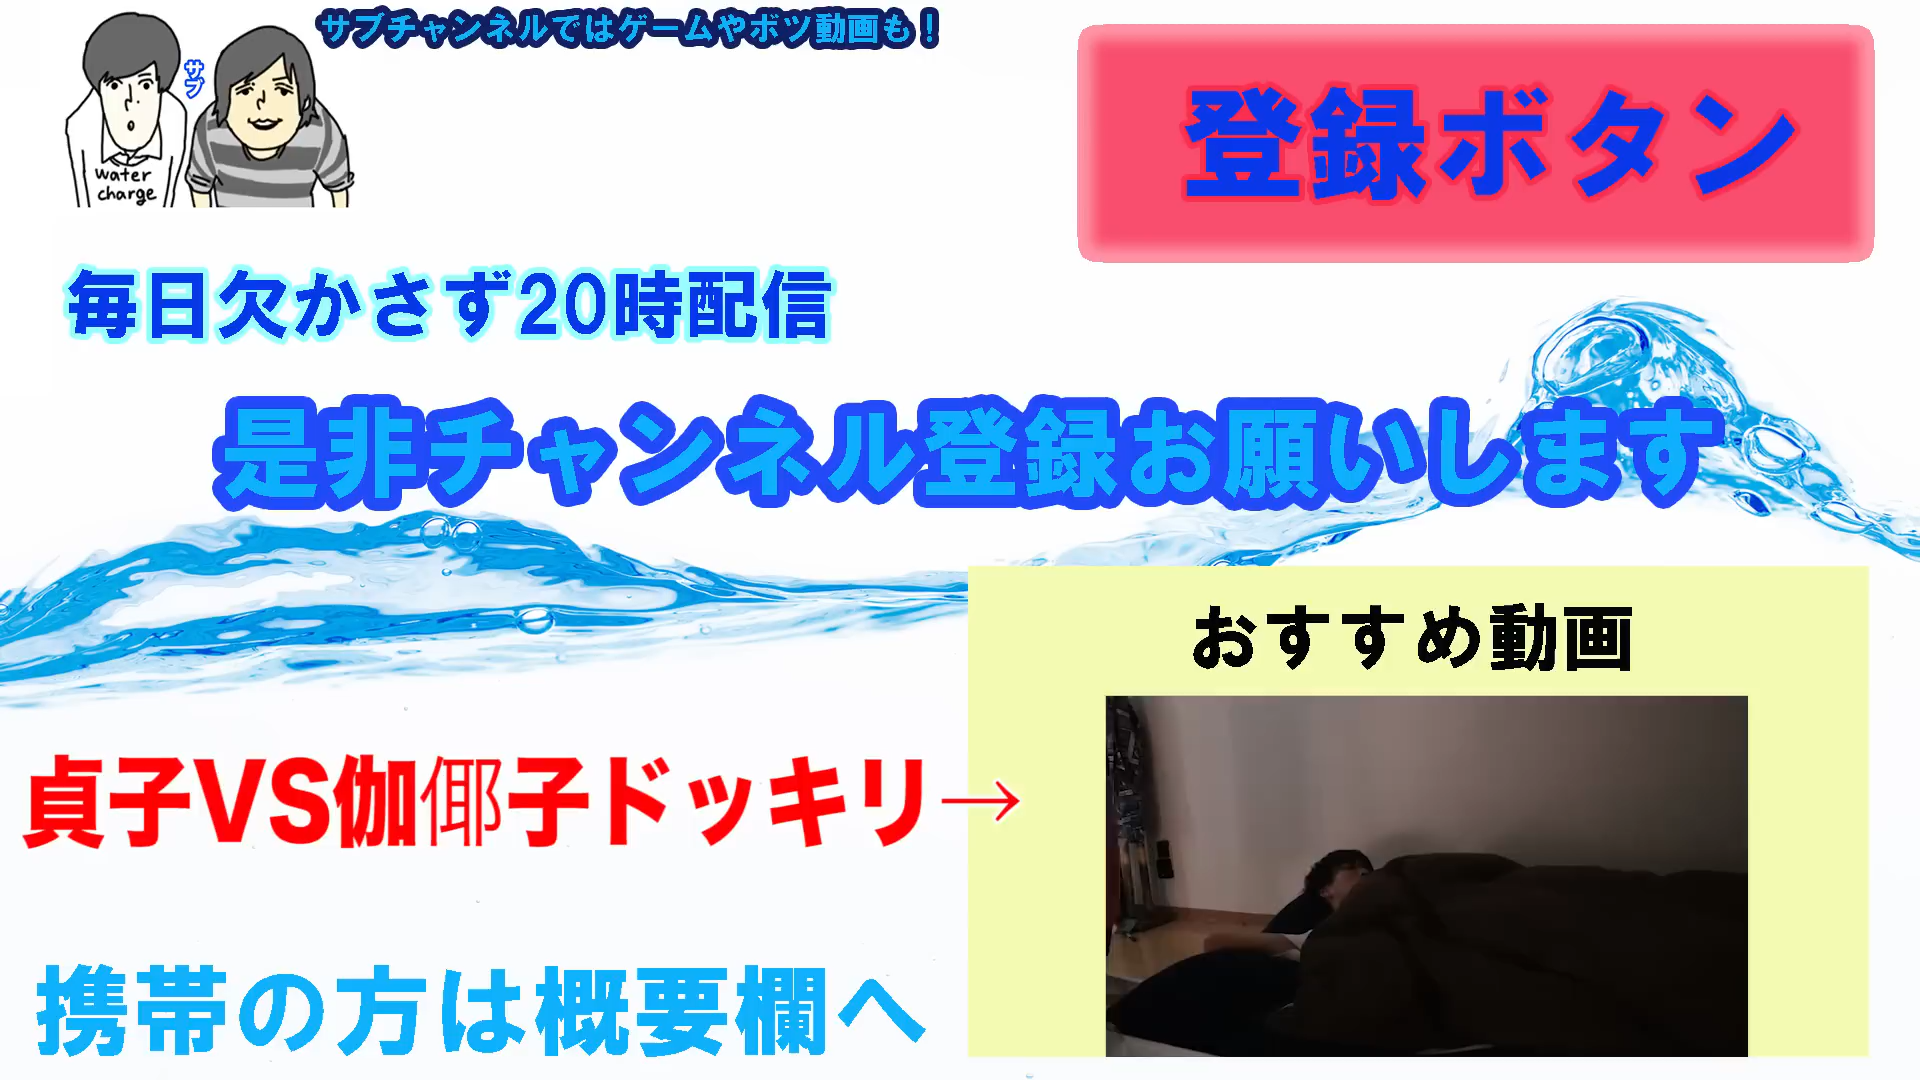 サブチャンネルではゲームやボツ動画も！
サブ
water
charge
登録ボタン
毎日欠かさず20時配信
是非チャンネル登録お願いします
おすすめ動画
貞子VS伽倻子ドッキリ→
携帯の方は概要欄へ